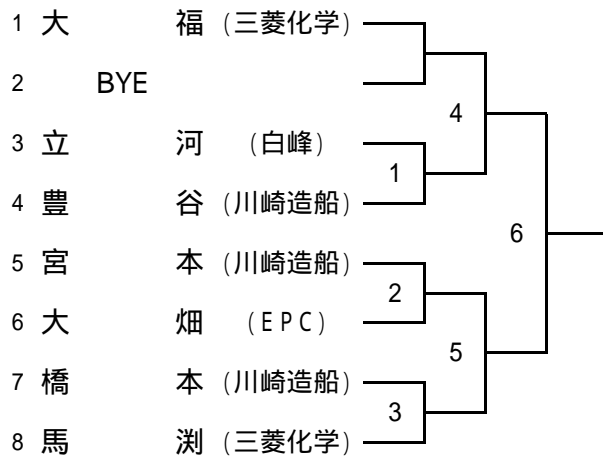 1 大 福 (三菱化学)
2 BYE
4
3 立 河 (白峰)
1
4 豊 谷 (川崎造船)
6
5 宮 本 (川崎造船)
2
6 大 畑 (EPC)
5
7 橋 本 (川崎造船)
3
8 馬 渕 (三菱化学)